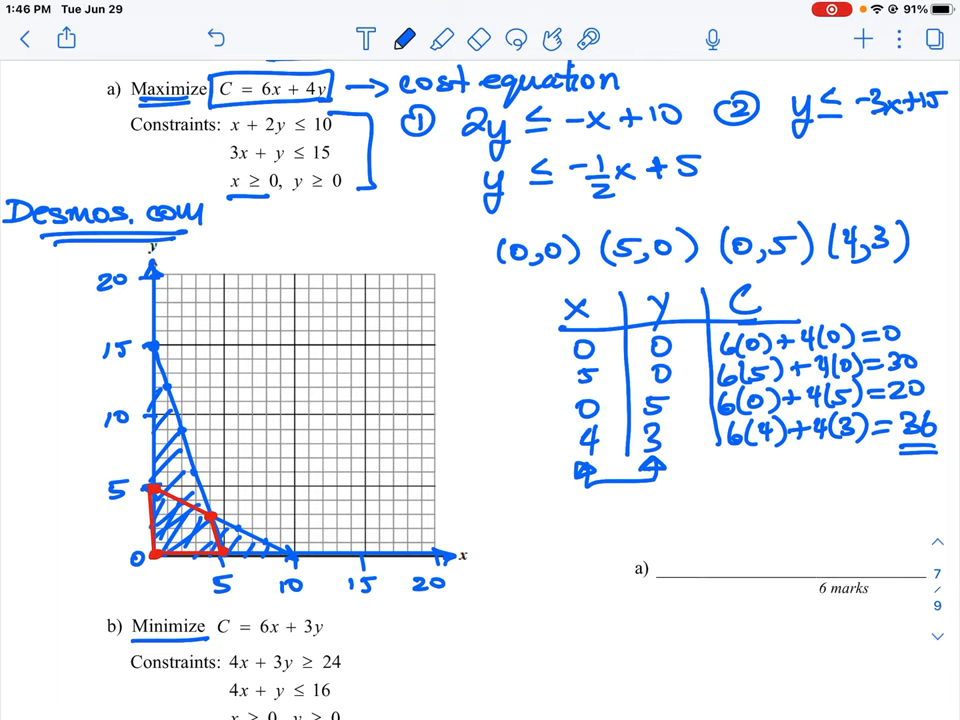 1:46 PM Tue Jun 29
91%
a) Maximize C = 6x + 4y → cost equation
Constraints: x + 2y ≤ 10
3x + y ≤ 15
x ≥ 0, y ≥ 0
① 2y ≤ -x + 10
y ≤ -1/2x + 5
② y ≤ -3x+15
Desmos.com
(0,0) (5,0) (0,5) (4,3)
x y C
0 0 6(0)+4(0)=0
5 0 6(5)+4(0)=30
0 5 6(0)+4(5)=20
4 3 6(4)+4(3)=36
y
20
15
10
5
0
5 10 15 20
x
a)
6 marks
7
/
9
b) Minimize C = 6x + 3y
Constraints: 4x + 3y ≥ 24
4x + y ≤ 16
x ≥ 0, y ≥ 0